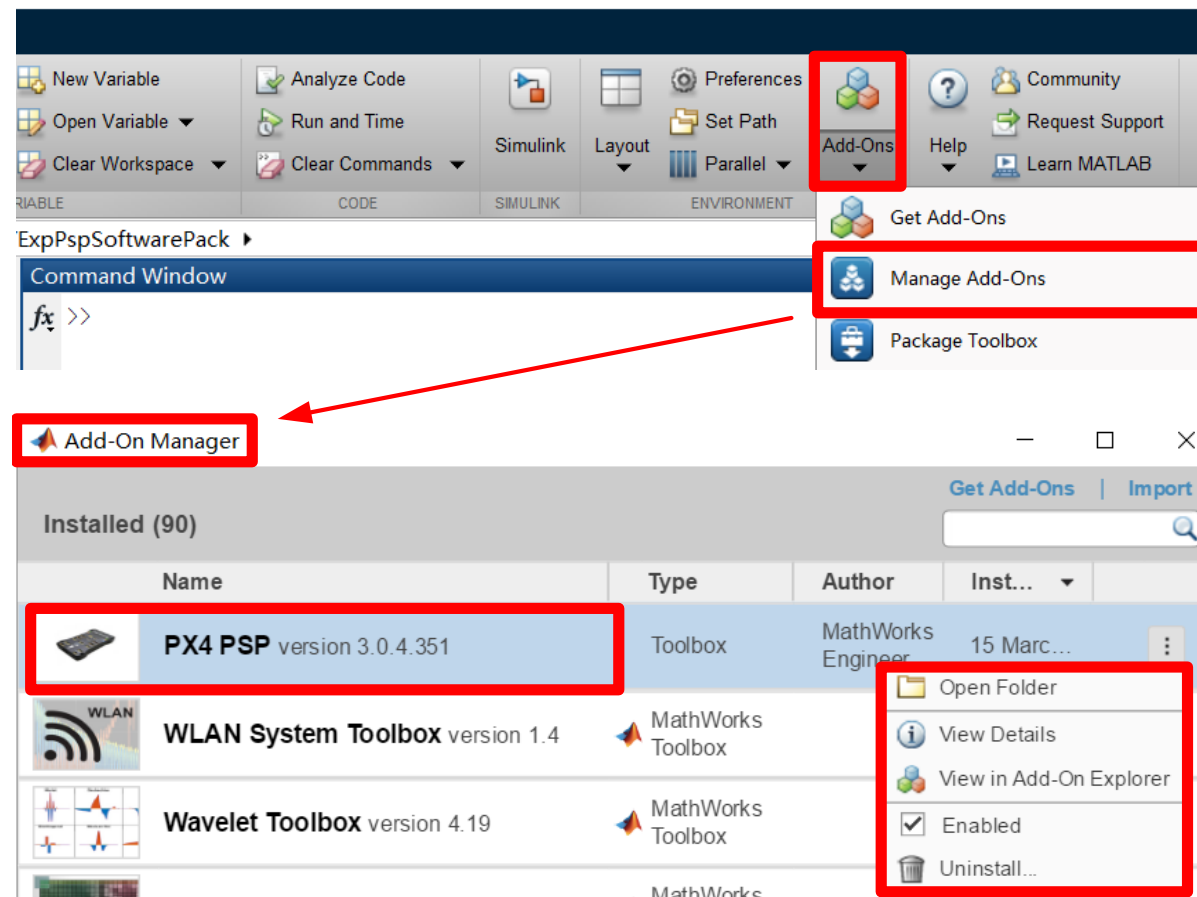 New Variable
Analyze Code
Preferences
Community
Open Variable
Run and Time
Set Path
Request Support
Simulink
Layout
Add-Ons
Help
Clear Workspace
Clear Commands
Parallel
Learn MATLAB
RIABLE
CODE
SIMULINK
ENVIRONMENT
Get Add-Ons
ExpPspSoftwarePack
Command Window
Manage Add-Ons
fx >>
Package Toolbox
Add-On Manager
Get Add-Ons | Import
Installed (90)
Name Type Author Inst...
PX4 PSP version 3.0.4.351
Toolbox
MathWorks
Engineer
15 Marc...
Open Folder
WLAN
WLAN System Toolbox version 1.4
MathWorks
Toolbox
View Details
View in Add-On Explorer
Wavelet Toolbox version 4.19
MathWorks
Toolbox
Enabled
Uninstall...
MathWorks